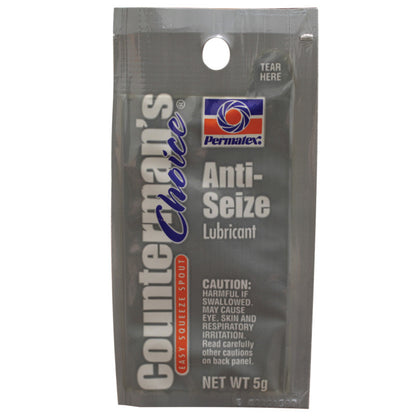 TEAR
HERE
Permatex®
Counterman's
Choice®
EASY SQUEEZE SPOUT
Anti-
Seize
Lubricant
CAUTION:
HARMFUL IF
SWALLOWED.
MAY CAUSE
EYE, SKIN AND
RESPIRATORY
IRRITATION.
Read carefully
other cautions
on back panel.
NET WT 5g